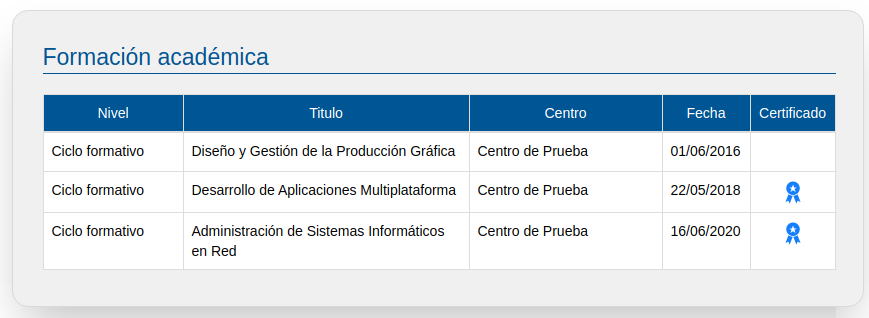 Formación académica
Nivel Titulo Centro Fecha Certificado
Ciclo formativo Diseño y Gestión de la Producción Gráfica Centro de Prueba 01/06/2016
Ciclo formativo Desarrollo de Aplicaciones Multiplataforma Centro de Prueba 22/05/2018
Ciclo formativo Administración de Sistemas Informáticos Centro de Prueba 16/06/2020
en Red